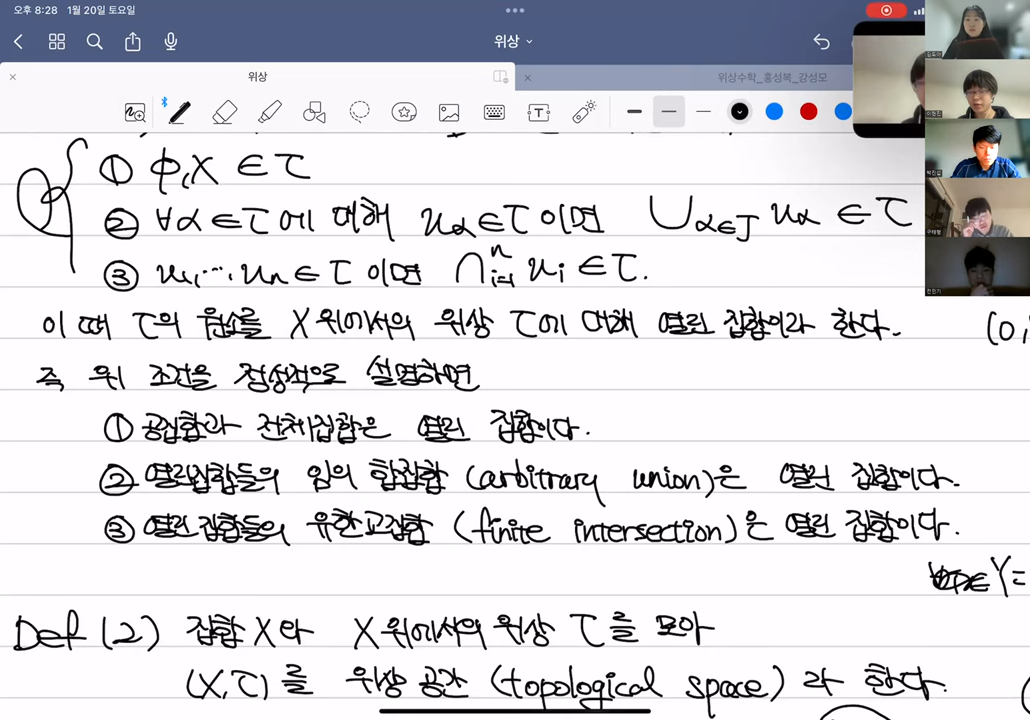 오후 8:28 1월 20일 토요일
위상
위상
위상수학_홍성복_강성모
① ϕ, X ∈ τ
② ∀α ∈ τ에 대해 uα ∈ τ 이면 ∪α∈J uα ∈ τ
③ u1, ..., un ∈ τ 이면 ∩ⁿi=1 ui ∈ τ.
이 때 τ의 원소를 X 위에서의 위상 τ에 대해 열린 집합이라 한다.
(0,
즉 위 조건을 정성적으로 설명하면
① 공집합과 전체집합은 열린 집합이다.
② 열린집합들의 임의 합집합 (arbitrary union)은 열린 집합이다.
③ 열린집합들의 유한교집합 (finite intersection)은 열린 집합이다.
Y =
Def (2) 집합 X와 X 위에서의 위상 τ를 모아
(X, τ)를 위상 공간 (topological space)라 한다.